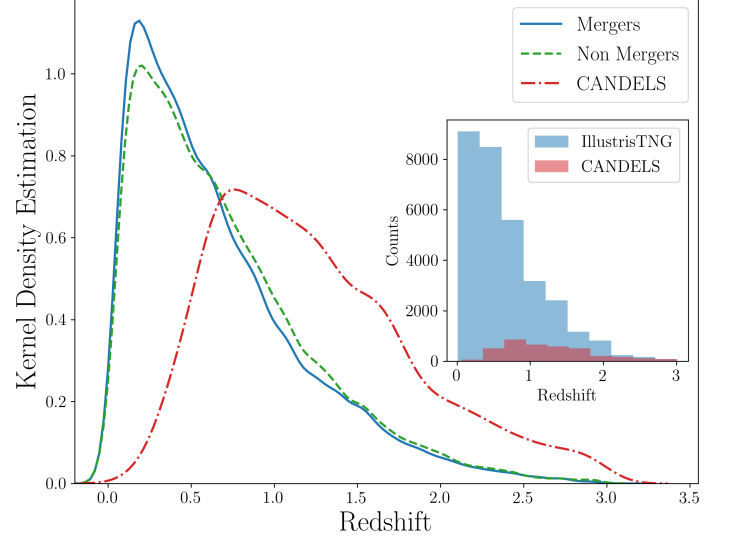 Mergers
Non Mergers
CANDELS
Kernel Density Estimation
1.0
0.8
0.6
0.4
0.2
0.0
0.0 0.5 1.0 1.5 2.0 2.5 3.0 3.5
Redshift
IllustrisTNG
CANDELS
Counts
8000
6000
4000
2000
0
0 1 2 3
Redshift